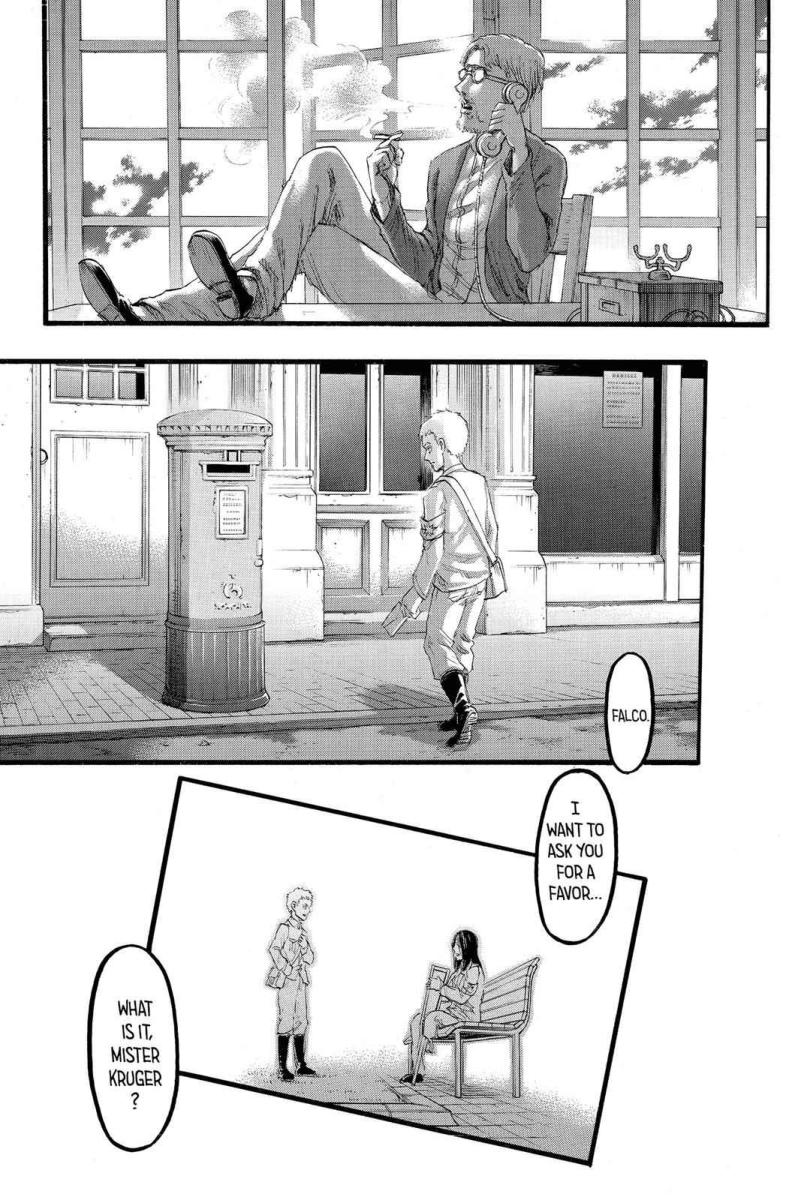 FALCO.
I
WANT TO
ASK YOU
FOR A
FAVOR...
WHAT
IS IT,
MISTER
KRUGER
?